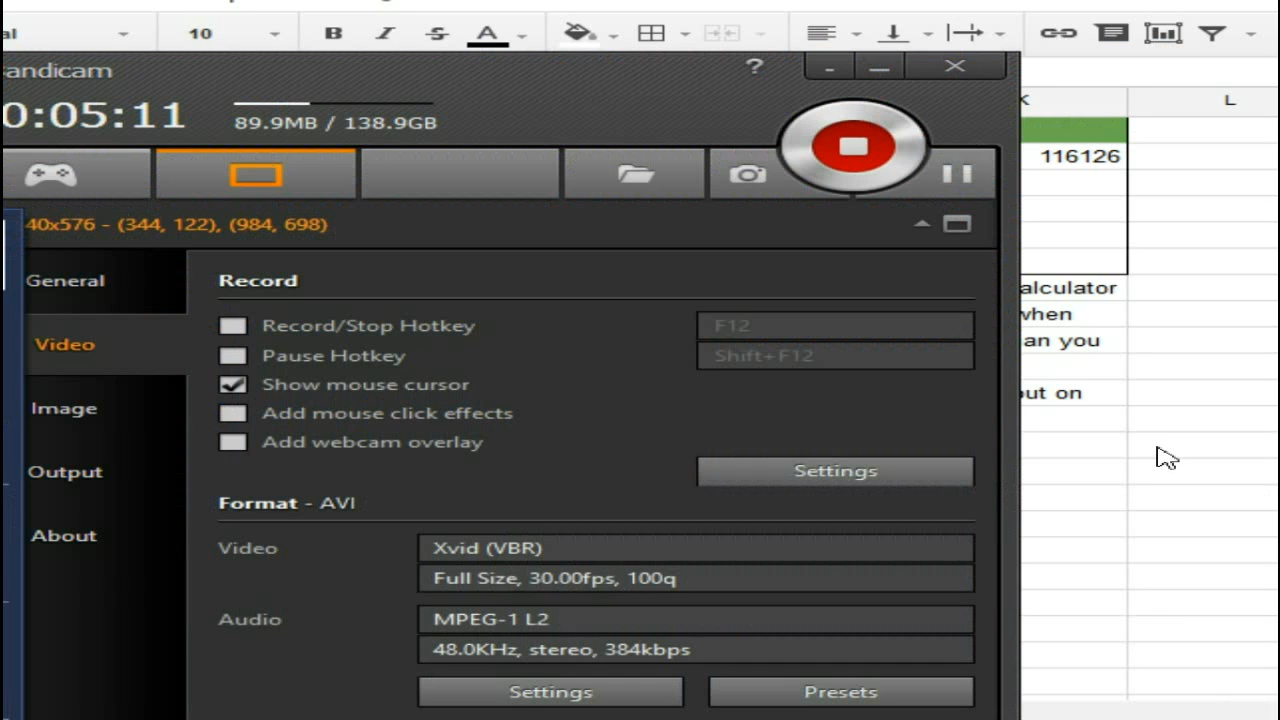 10 B I S A
andicam ?
0:05:11
89.9MB / 138.9GB
K L
116126
40x576 - (344, 122), (984, 698)
General
Video
Image
Output
About
Record
Record/Stop Hotkey F12
Pause Hotkey Shift+F12
Show mouse cursor
Add mouse click effects
Add webcam overlay
Settings
Format - AVI
Video Xvid (VBR)
Full Size, 30.00fps, 100q
Audio MPEG-1 L2
48.0KHz, stereo, 384kbps
Settings Presets
alculator
when
an you
out on